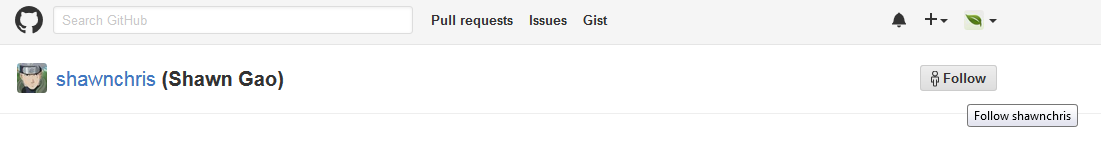 Search GitHub Pull requests Issues Gist
shawnchris (Shawn Gao) Follow
Follow shawnchris